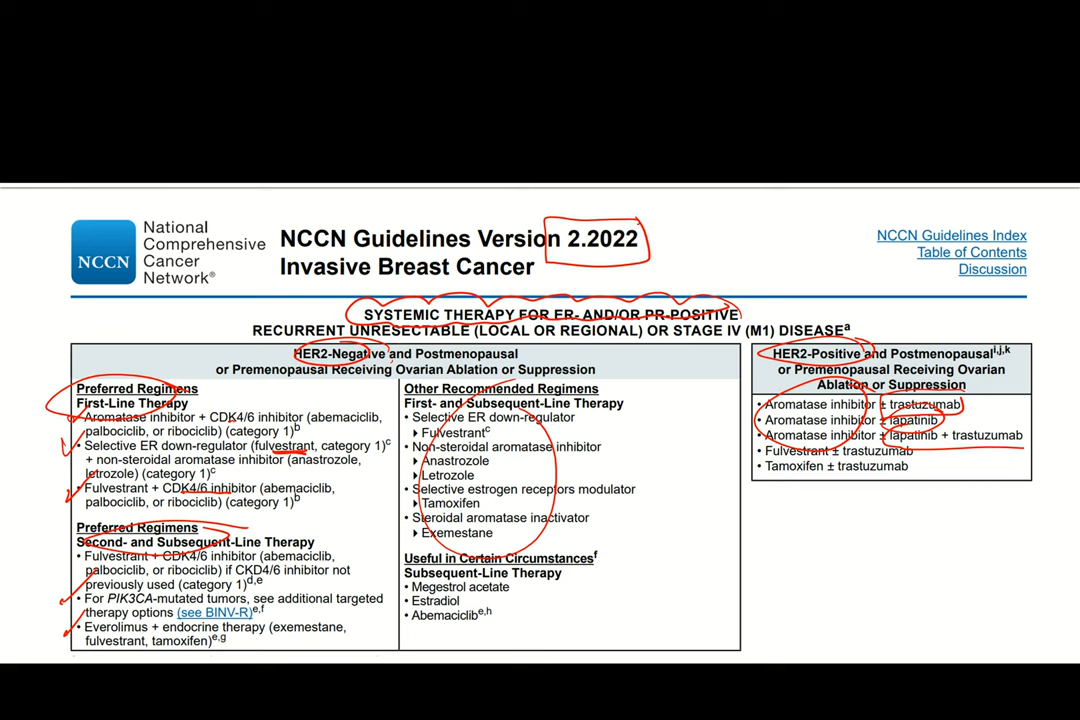 National
Comprehensive
Cancer
Network®
NCCN
NCCN Guidelines Version 2.2022
Invasive Breast Cancer
NCCN Guidelines Index
Table of Contents
Discussion
SYSTEMIC THERAPY FOR ER- AND/OR PR-POSITIVE
RECURRENT UNRESECTABLE (LOCAL OR REGIONAL) OR STAGE IV (M1) DISEASEa
HER2-Negative and Postmenopausal
or Premenopausal Receiving Ovarian Ablation or Suppression
Preferred Regimens
First-Line Therapy
• Aromatase inhibitor + CDK4/6 inhibitor (abemaciclib,
palbociclib, or ribociclib) (category 1)b
• Selective ER down-regulator (fulvestrant, category 1)c
+ non-steroidal aromatase inhibitor (anastrozole,
letrozole) (category 1)c
• Fulvestrant + CDK4/6 inhibitor (abemaciclib,
palbociclib, or ribociclib) (category 1)b
Preferred Regimens
Second- and Subsequent-Line Therapy
• Fulvestrant + CDK4/6 inhibitor (abemaciclib,
palbociclib, or ribociclib) if CKD4/6 inhibitor not
previously used (category 1)d,e
• For PIK3CA-mutated tumors, see additional targeted
therapy options (see BINV-R)e,f
• Everolimus + endocrine therapy (exemestane,
fulvestrant, tamoxifen)e,g
Other Recommended Regimens
First- and Subsequent-Line Therapy
• Selective ER down-regulator
▸ Fulvestrantc
• Non-steroidal aromatase inhibitor
▸ Anastrozole
▸ Letrozole
• Selective estrogen receptors modulator
▸ Tamoxifen
• Steroidal aromatase inactivator
▸ Exemestane
Useful in Certain Circumstancesf
Subsequent-Line Therapy
• Megestrol acetate
• Estradiol
• Abemaciclibe,h
HER2-Positive and Postmenopausali,j,k
or Premenopausal Receiving Ovarian
Ablation or Suppression
• Aromatase inhibitor ± trastuzumab
• Aromatase inhibitor ± lapatinib
• Aromatase inhibitor ± lapatinib + trastuzumab
• Fulvestrant ± trastuzumab
• Tamoxifen ± trastuzumab